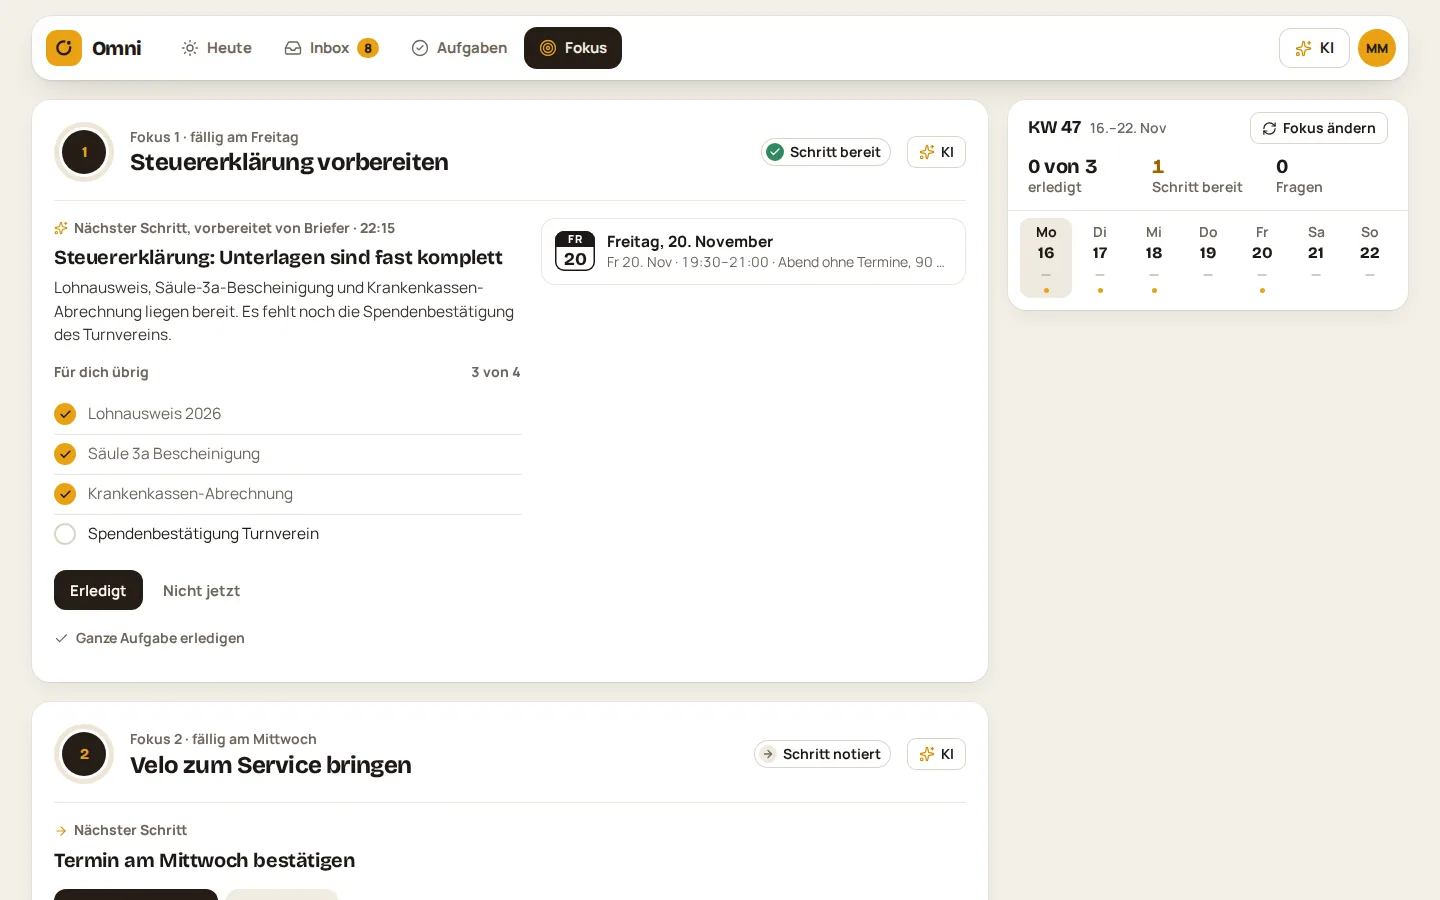 Omni
Heute
Inbox 8
Aufgaben
Fokus
KI
MM
1
Fokus 1 · fällig am Freitag
Steuererklärung vorbereiten
Schritt bereit
KI
Nächster Schritt, vorbereitet von Briefer · 22:15
Steuererklärung: Unterlagen sind fast komplett
Lohnausweis, Säule-3a-Bescheinigung und Krankenkassen-
Abrechnung liegen bereit. Es fehlt noch die Spendenbestätigung
des Turnvereins.
Für dich übrig
3 von 4
Lohnausweis 2026
Säule 3a Bescheinigung
Krankenkassen-Abrechnung
Spendenbestätigung Turnverein
Erledigt
Nicht jetzt
Ganze Aufgabe erledigen
FR
20
Freitag, 20. November
Fr 20. Nov · 19:30–21:00 · Abend ohne Termine, 90 ...
2
Fokus 2 · fällig am Mittwoch
Velo zum Service bringen
Schritt notiert
KI
Nächster Schritt
Termin am Mittwoch bestätigen
KW 47 16.–22. Nov
Fokus ändern
0 von 3
erledigt
1
Schritt bereit
0
Fragen
Mo Di Mi Do Fr Sa So
16 17 18 19 20 21 22
– – – – – – –